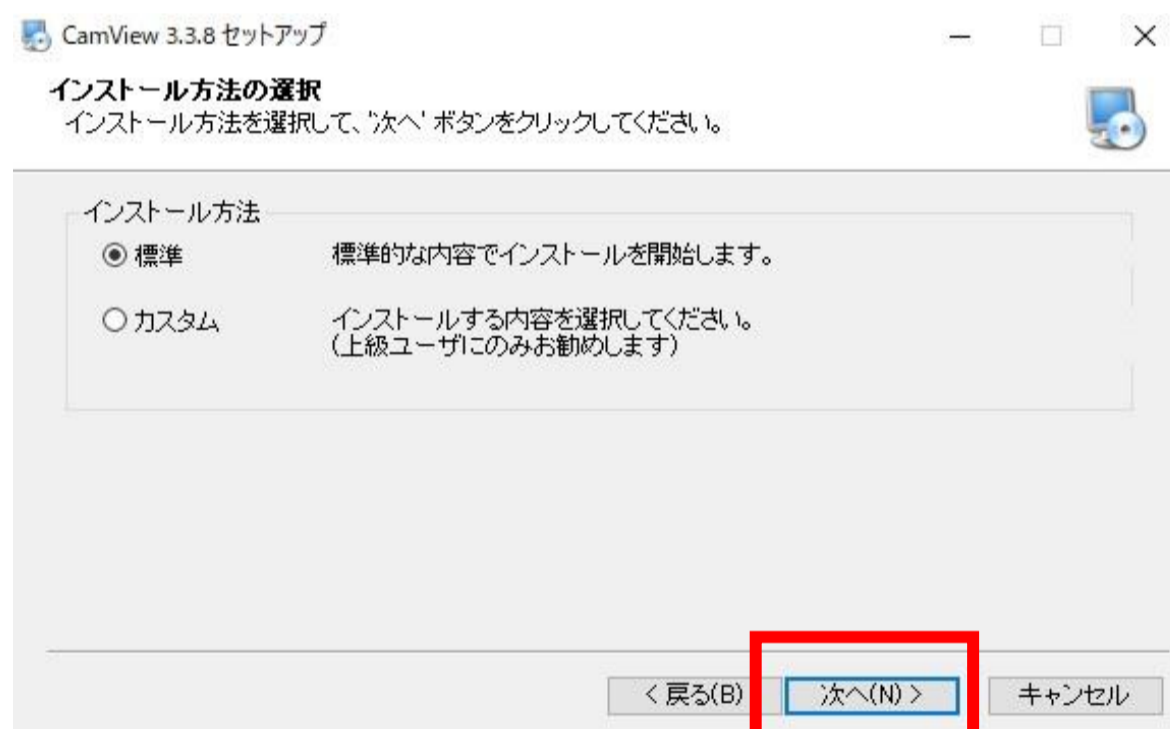 CamView 3.3.8 セットアップ
インストール方法の選択
インストール方法を選択して、'次へ' ボタンをクリックしてください。
インストール方法
標準 標準的な内容でインストールを開始します。
カスタム インストールする内容を選択してください。
(上級ユーザにのみお勧めします)
< 戻る(B) 次へ(N) > キャンセル